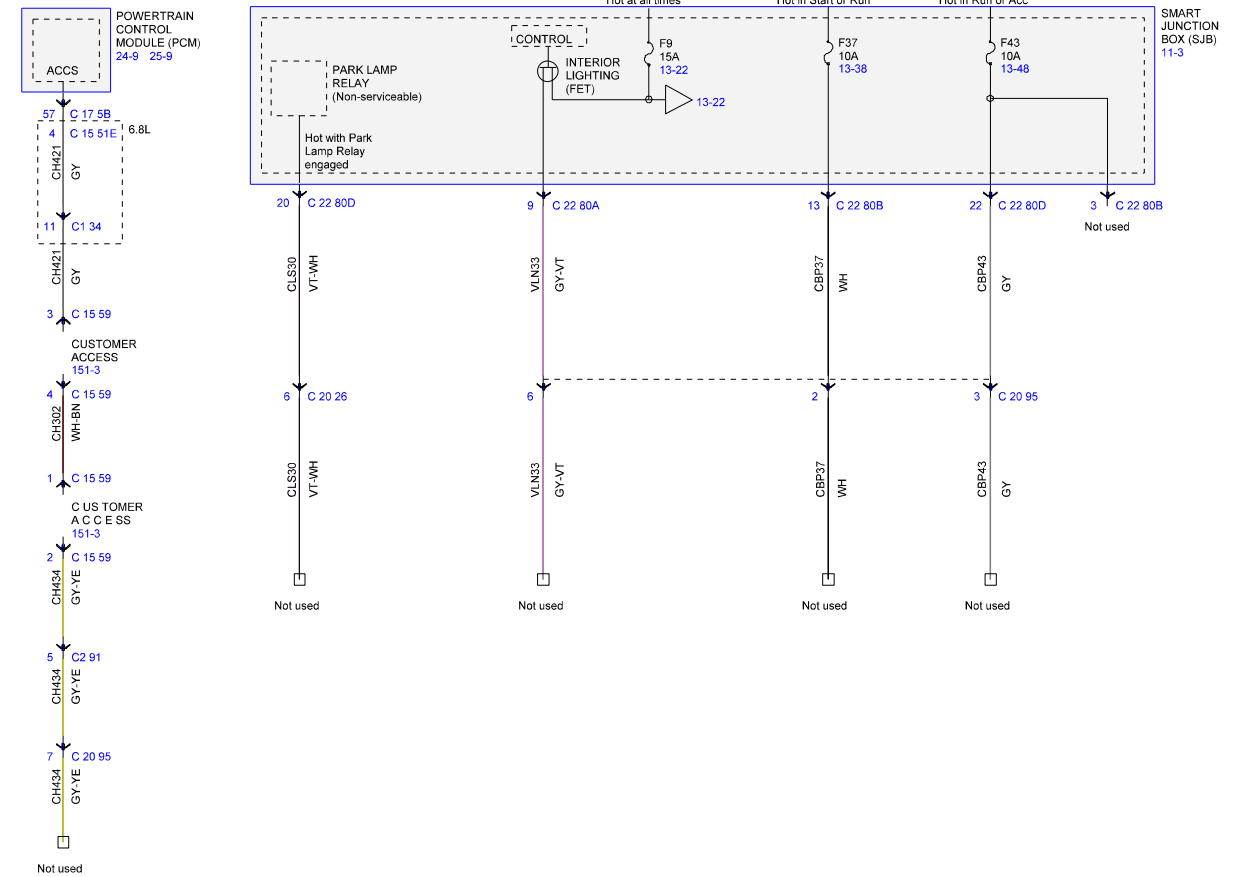 Hot at all times
Hot in Start or Run
Hot in Run or Acc
POWERTRAIN
CONTROL
MODULE (PCM)
24-9 25-9
ACCS
57 C 17 5B
4 C 15 51E
6.8L
CH421
GY
11 C1 34
CH421
GY
3 C 15 59
CUSTOMER
ACCESS
151-3
4 C 15 59
CH302
WH-BN
1 C 15 59
C US TOMER
A C C E SS
151-3
2 C 15 59
CH434
GY-YE
5 C2 91
CH434
GY-YE
7 C 20 95
CH434
GY-YE
Not used
SMART
JUNCTION
BOX (SJB)
11-3
PARK LAMP
RELAY
(Non-serviceable)
Hot with Park
Lamp Relay
engaged
CONTROL
INTERIOR
LIGHTING
(FET)
F9
15A
13-22
13-22
F37
10A
13-38
F43
10A
13-48
20 C 22 80D
9 C 22 80A
13 C 22 80B
22 C 22 80D
3 C 22 80B
Not used
CLS30
VT-WH
VLN33
GY-VT
CBP37
WH
CBP43
GY
6 C 20 26
6
2
3 C 20 95
CLS30
VT-WH
VLN33
GY-VT
CBP37
WH
CBP43
GY
Not used
Not used
Not used
Not used